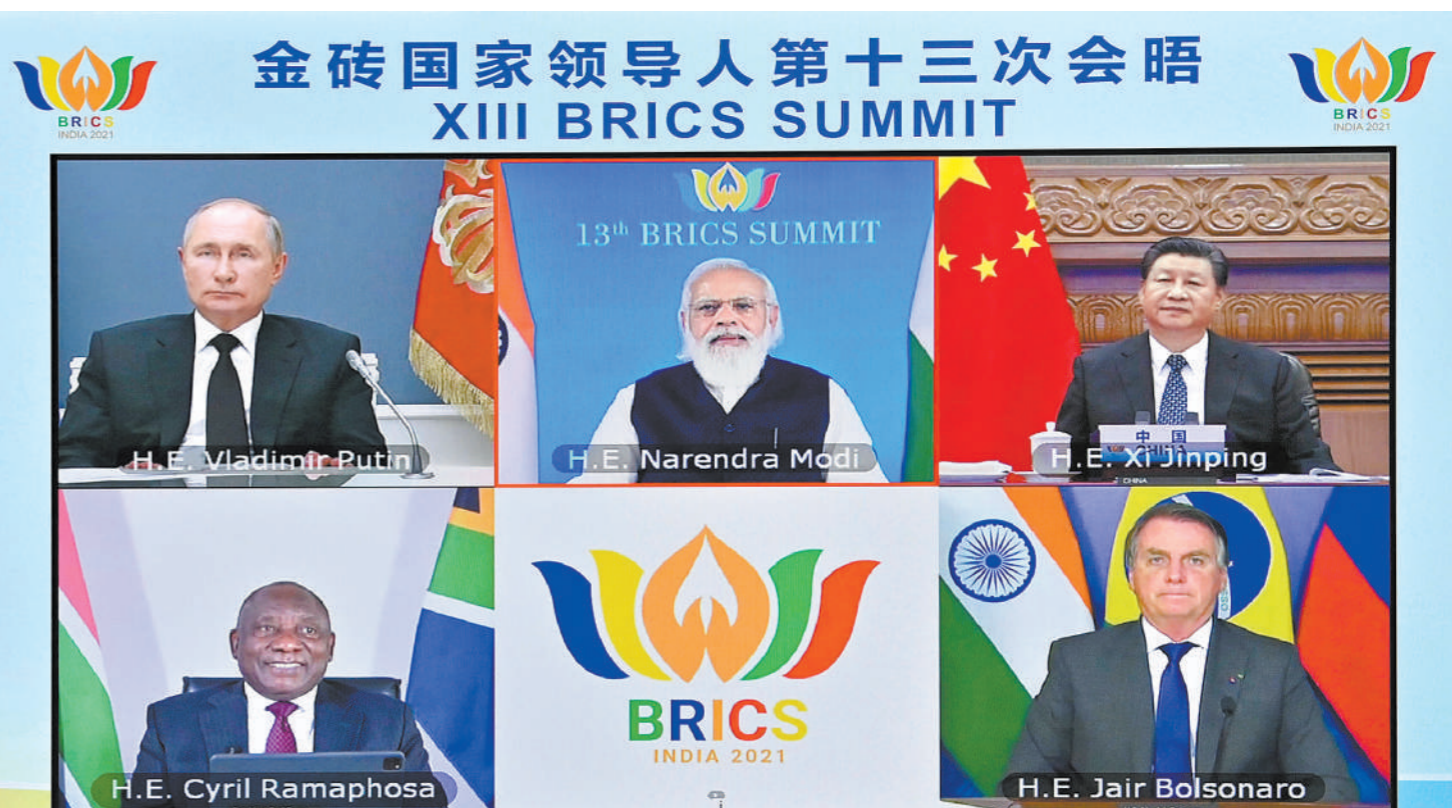 金砖国家领导人第十三次会晤
XIII BRICS SUMMIT
BRICS
INDIA 2021
BRICS
INDIA 2021
13th BRICS SUMMIT
H.E. Vladimir Putin
H.E. Narendra Modi
中 国
CHINA
H.E. Xi Jinping
CHINA
BRICS
INDIA 2021
H.E. Cyril Ramaphosa
H.E. Jair Bolsonaro